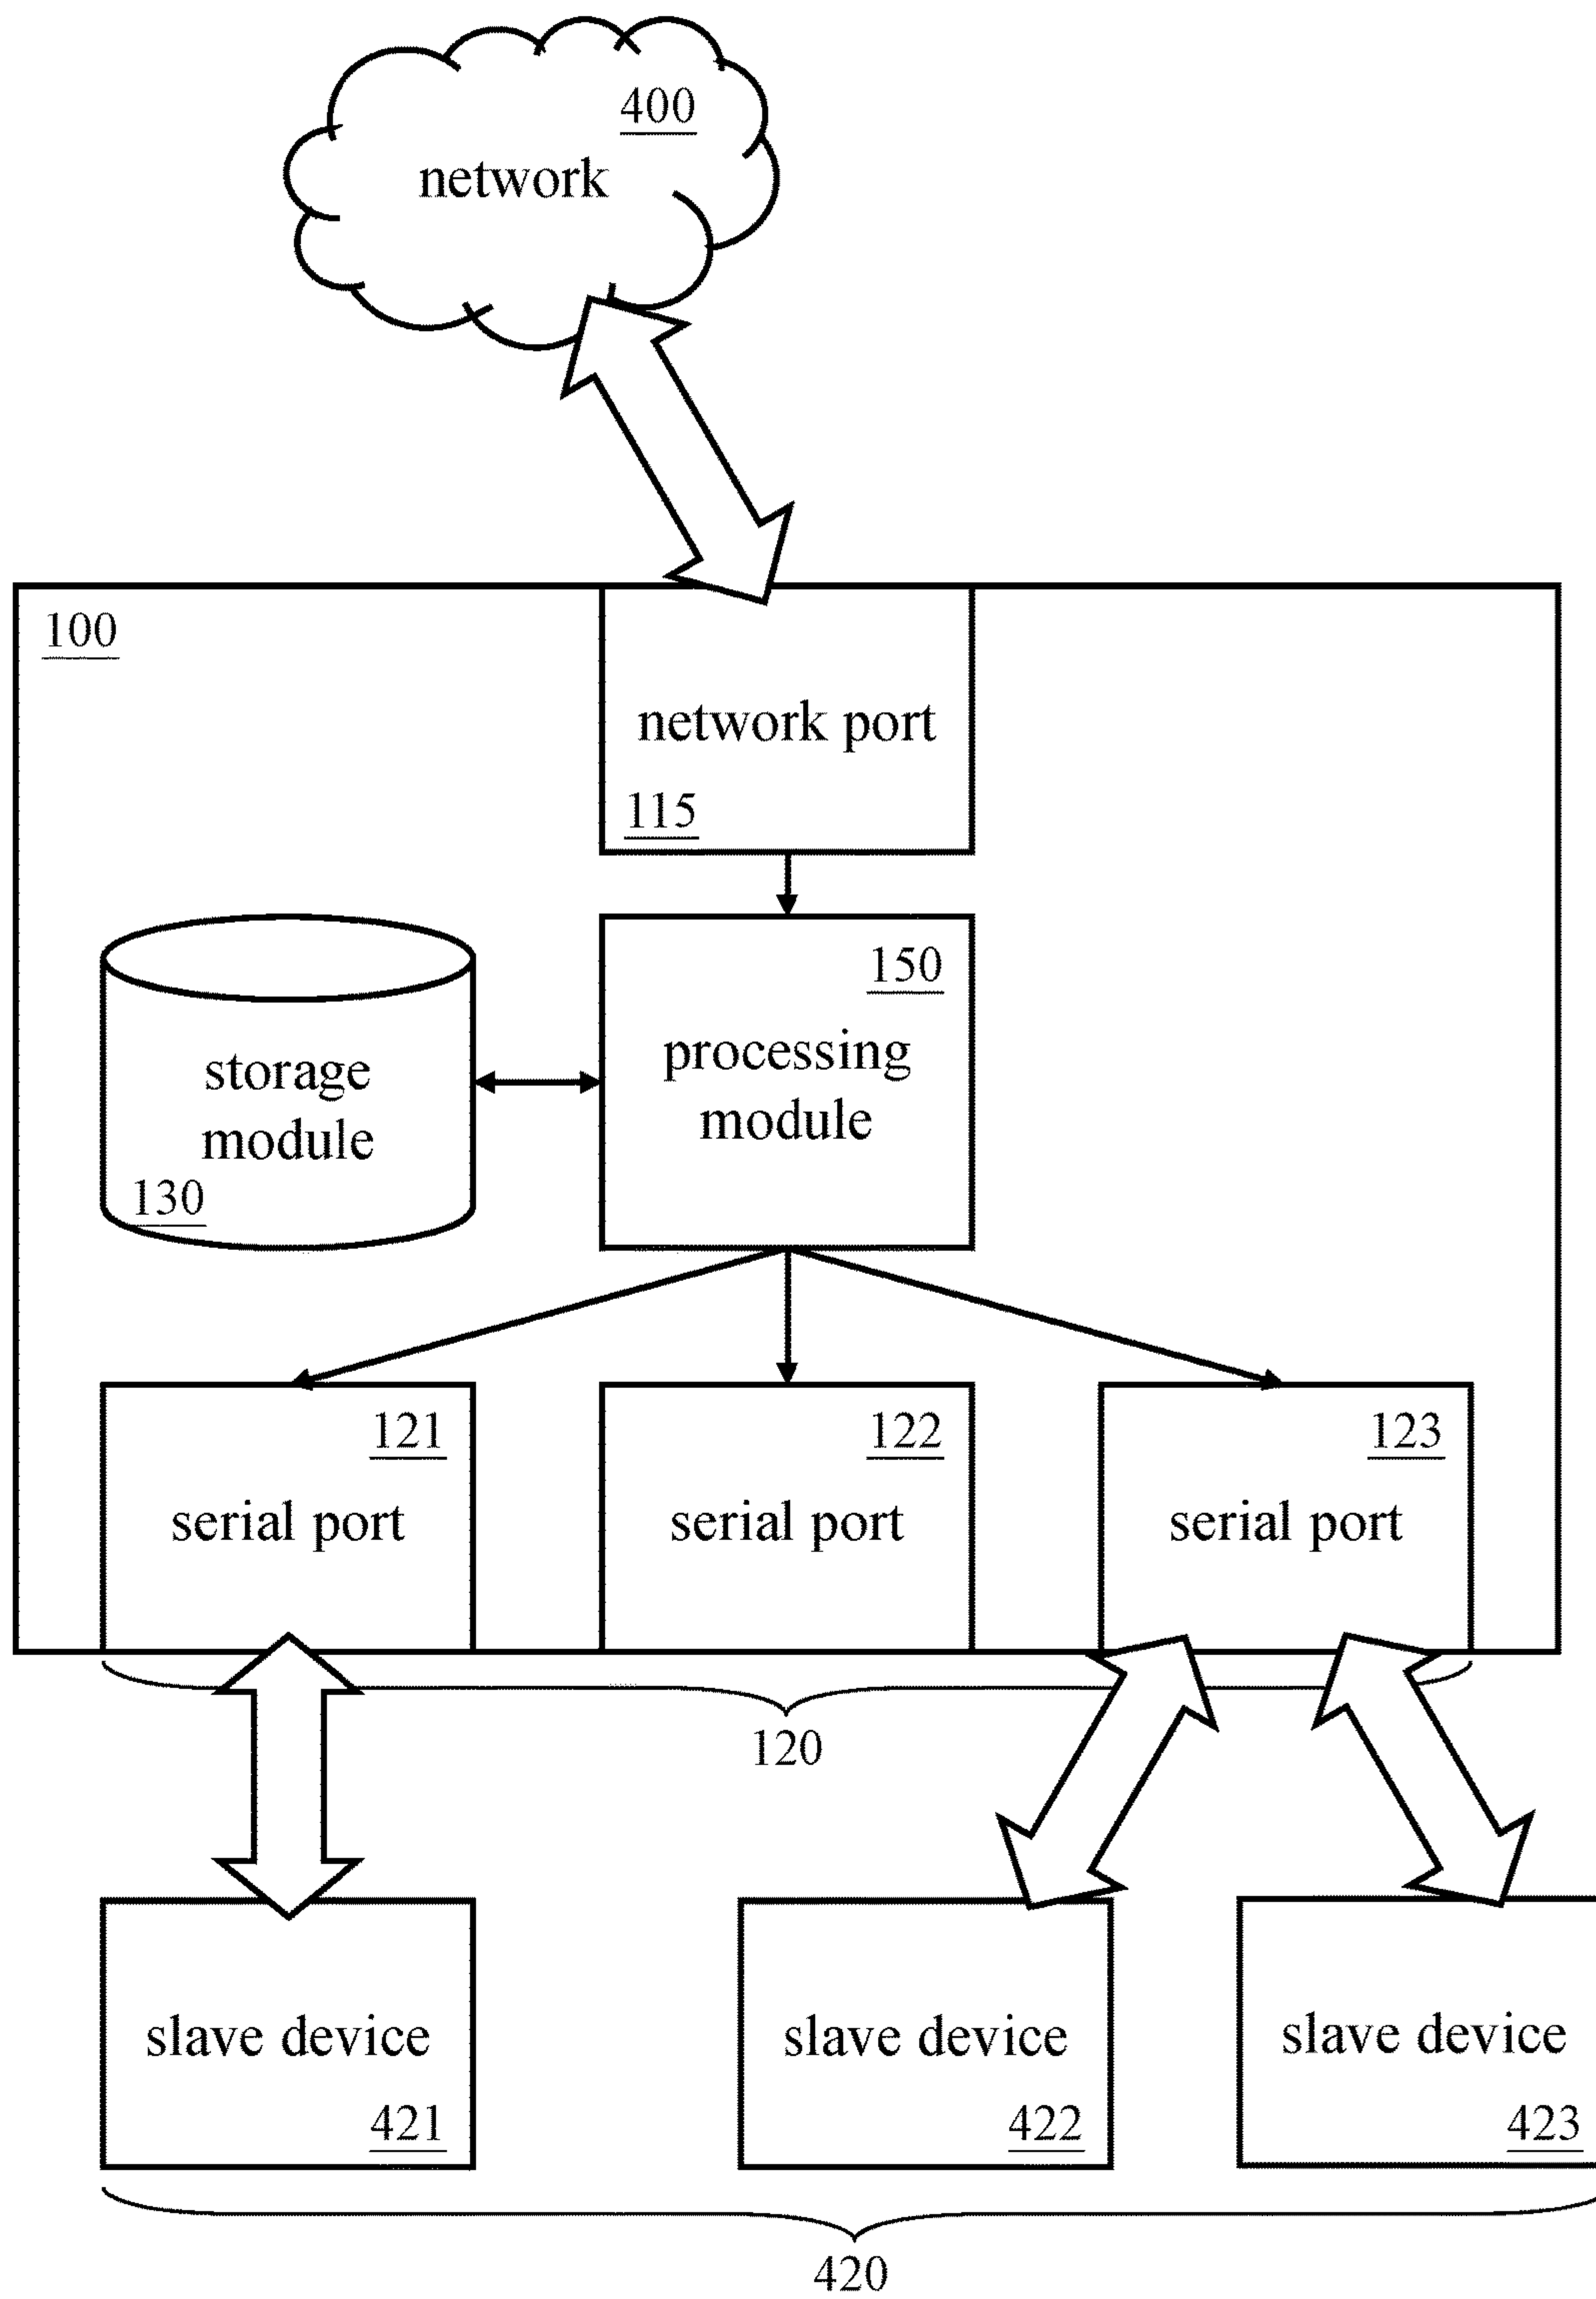 400
network
100
network port
115
150
processing
module
storage
module
130
121
serial port
122
serial port
123
serial port
120
slave device
421
slave device
422
slave device
423
420